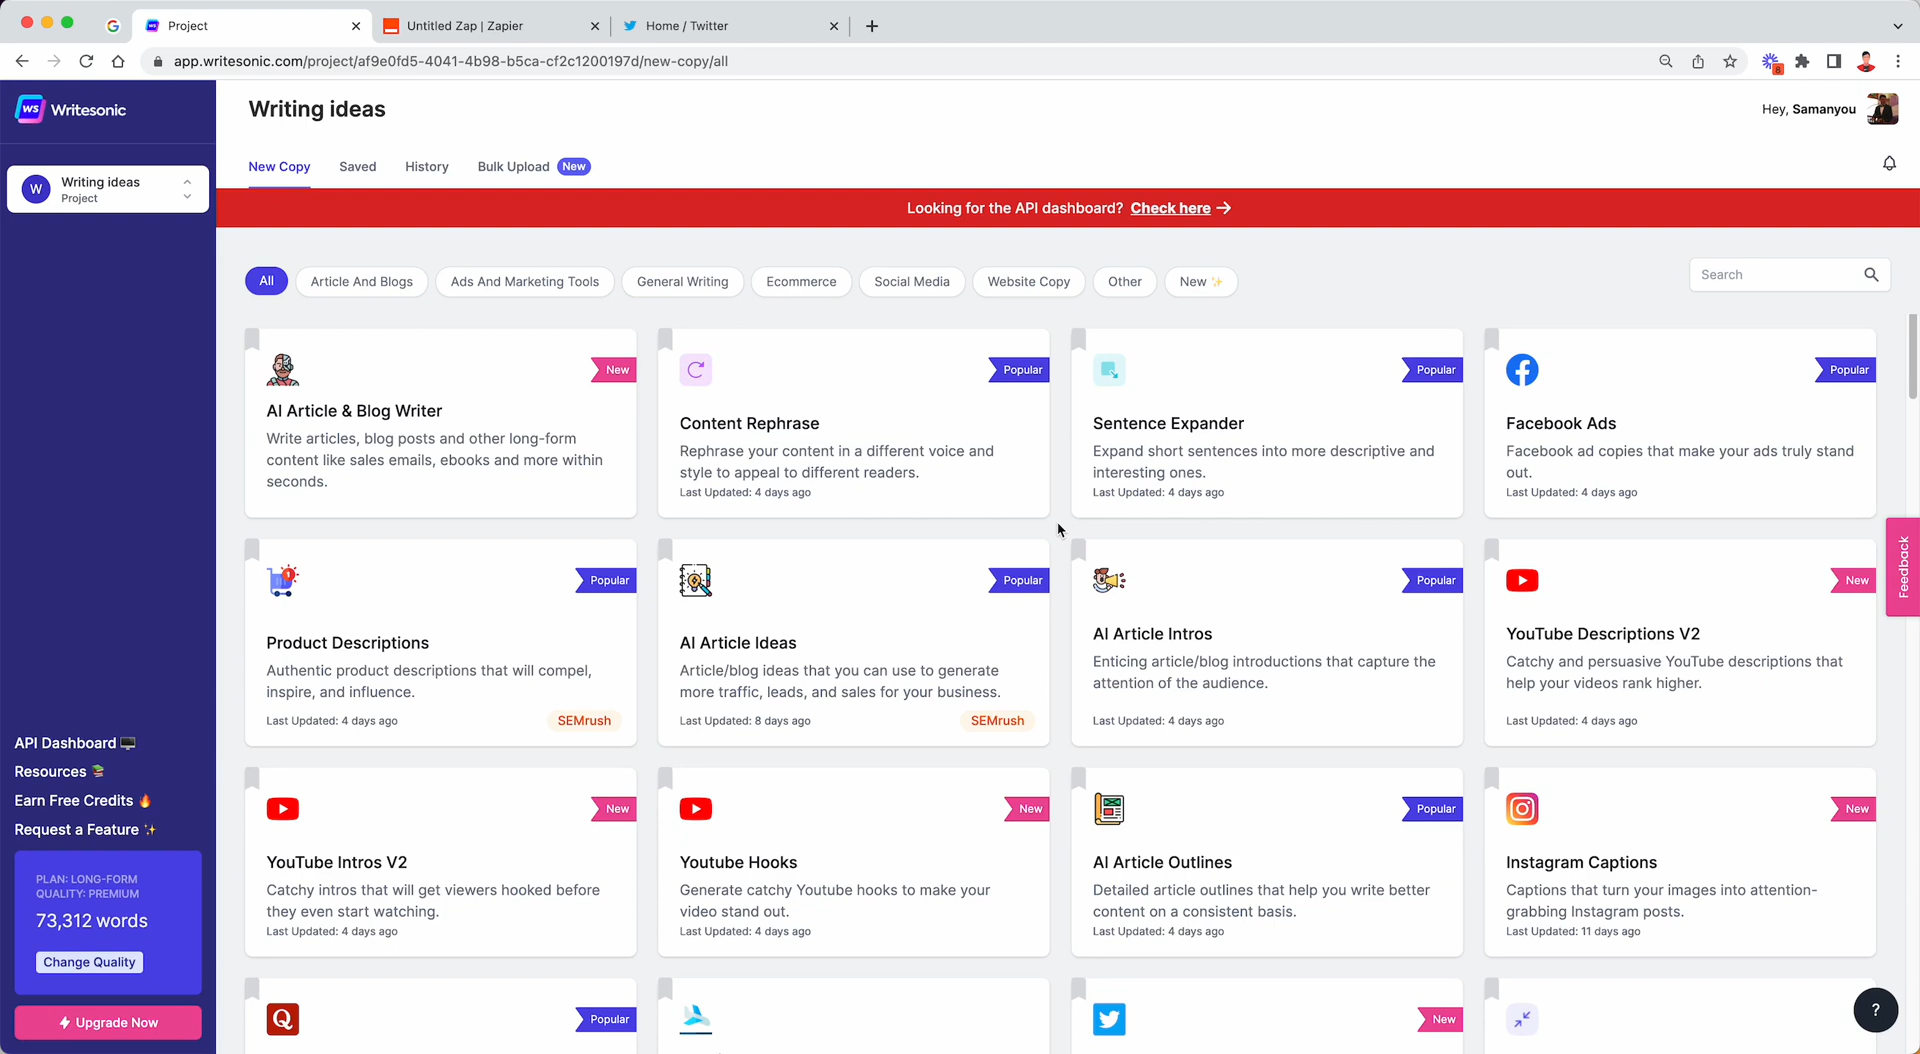 Project
Untitled Zap | Zapier
Home / Twitter
app.writesonic.com/project/af9e0fd5-4041-4b98-b5ca-cf2c1200197d/new-copy/all
8
WS Writesonic
Writing ideas
Hey, Samanyou
W
Writing ideas
Project
New Copy
Saved
History
Bulk Upload
New
Looking for the API dashboard? Check here →
All
Article And Blogs
Ads And Marketing Tools
General Writing
Ecommerce
Social Media
Website Copy
Other
New ✨
Search
New
AI Article & Blog Writer
Write articles, blog posts and other long-form
content like sales emails, ebooks and more within
seconds.
Popular
Content Rephrase
Rephrase your content in a different voice and
style to appeal to different readers.
Last Updated: 4 days ago
Popular
Sentence Expander
Expand short sentences into more descriptive and
interesting ones.
Last Updated: 4 days ago
Popular
Facebook Ads
Facebook ad copies that make your ads truly stand
out.
Last Updated: 4 days ago
1
Popular
Product Descriptions
Authentic product descriptions that will compel,
inspire, and influence.
Last Updated: 4 days ago
SEMrush
Popular
AI Article Ideas
Article/blog ideas that you can use to generate
more traffic, leads, and sales for your business.
Last Updated: 8 days ago
SEMrush
Popular
AI Article Intros
Enticing article/blog introductions that capture the
attention of the audience.
Last Updated: 4 days ago
New
YouTube Descriptions V2
Catchy and persuasive YouTube descriptions that
help your videos rank higher.
Last Updated: 4 days ago
Feedback
New
YouTube Intros V2
Catchy intros that will get viewers hooked before
they even start watching.
Last Updated: 4 days ago
New
Youtube Hooks
Generate catchy Youtube hooks to make your
video stand out.
Last Updated: 4 days ago
Popular
AI Article Outlines
Detailed article outlines that help you write better
content on a consistent basis.
Last Updated: 4 days ago
New
Instagram Captions
Captions that turn your images into attention-
grabbing Instagram posts.
Last Updated: 11 days ago
Q
Popular
New
?
API Dashboard 🖥️
Resources 📚
Earn Free Credits 🔥
Request a Feature ✨
PLAN: LONG-FORM
QUALITY: PREMIUM
73,312 words
Change Quality
Upgrade Now